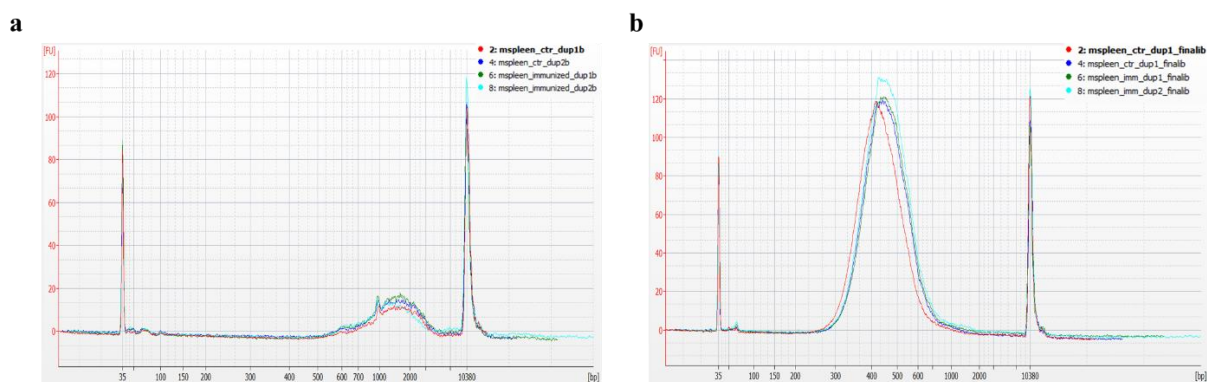 a
[FU]
2: mspleen_ctr_dup1b
4: mspleen_ctr_dup2b
6: mspleen_immunized_dup1b
8: mspleen_immunized_dup2b
120
100
80
60
40
20
0
35 100 150 200 300 400 500 600 700 1000 2000 10380 [bp]
b
[FU]
2: mspleen_ctr_dup1_finalib
4: mspleen_ctr_dup1_finalib
6: mspleen_imm_dup1_finalib
8: mspleen_imm_dup2_finalib
140
120
100
80
60
40
20
0
35 100 150 200 300 400 500 600 1000 2000 10380 [bp]